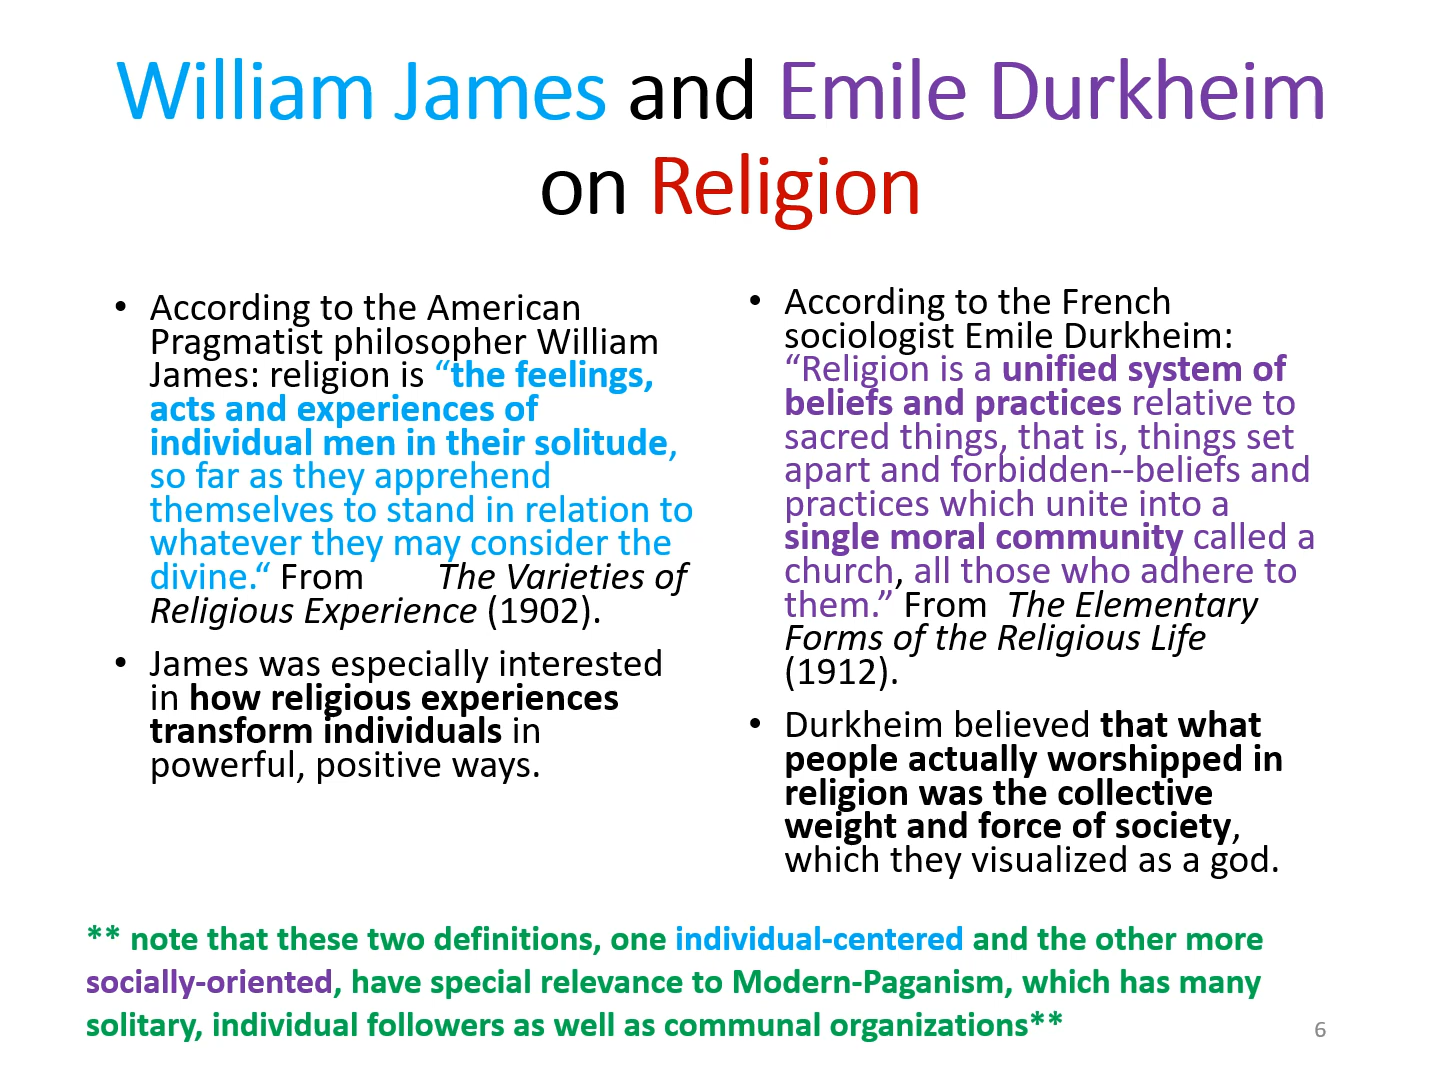 William James and Emile Durkheim
on Religion
• According to the American
Pragmatist philosopher William
James: religion is “the feelings,
acts and experiences of
individual men in their solitude,
so far as they apprehend
themselves to stand in relation to
whatever they may consider the
divine.“ From The Varieties of
Religious Experience (1902).
• James was especially interested
in how religious experiences
transform individuals in
powerful, positive ways.
• According to the French
sociologist Emile Durkheim:
“Religion is a unified system of
beliefs and practices relative to
sacred things, that is, things set
apart and forbidden--beliefs and
practices which unite into a
single moral community called a
church, all those who adhere to
them.” From The Elementary
Forms of the Religious Life
(1912).
• Durkheim believed that what
people actually worshipped in
religion was the collective
weight and force of society,
which they visualized as a god.
** note that these two definitions, one individual-centered and the other more
socially-oriented, have special relevance to Modern-Paganism, which has many
solitary, individual followers as well as communal organizations**
6